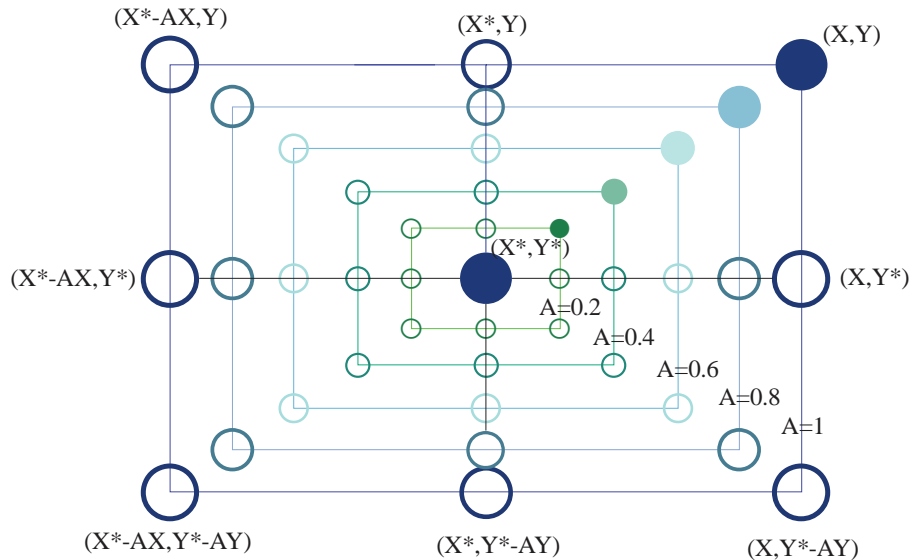 (X*-AX,Y)
(X*,Y)
(X,Y)
(X*,Y*)
(X*-AX,Y*)
(X,Y*)
A=0.2
A=0.4
A=0.6
A=0.8
A=1
(X*-AX,Y*-AY)
(X*,Y*-AY)
(X,Y*-AY)